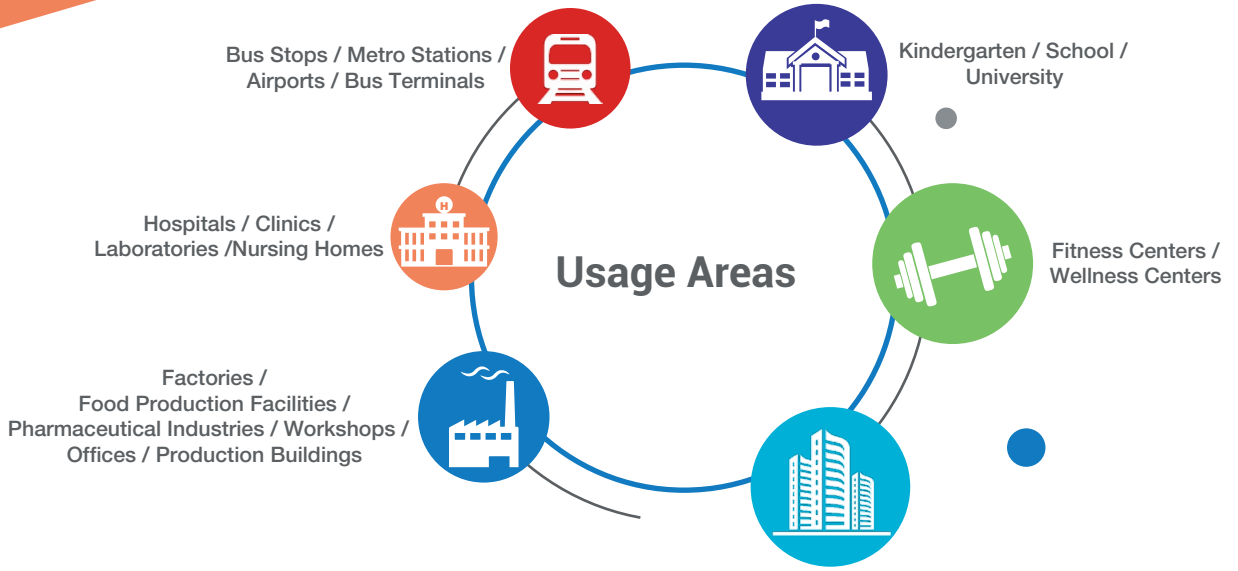 Bus Stops / Metro Stations /
Airports / Bus Terminals
Kindergarten / School /
University
Hospitals / Clinics /
Laboratories /Nursing Homes
H
Usage Areas
Fitness Centers /
Wellness Centers
Factories /
Food Production Facilities /
Pharmaceutical Industries / Workshops /
Offices / Production Buildings